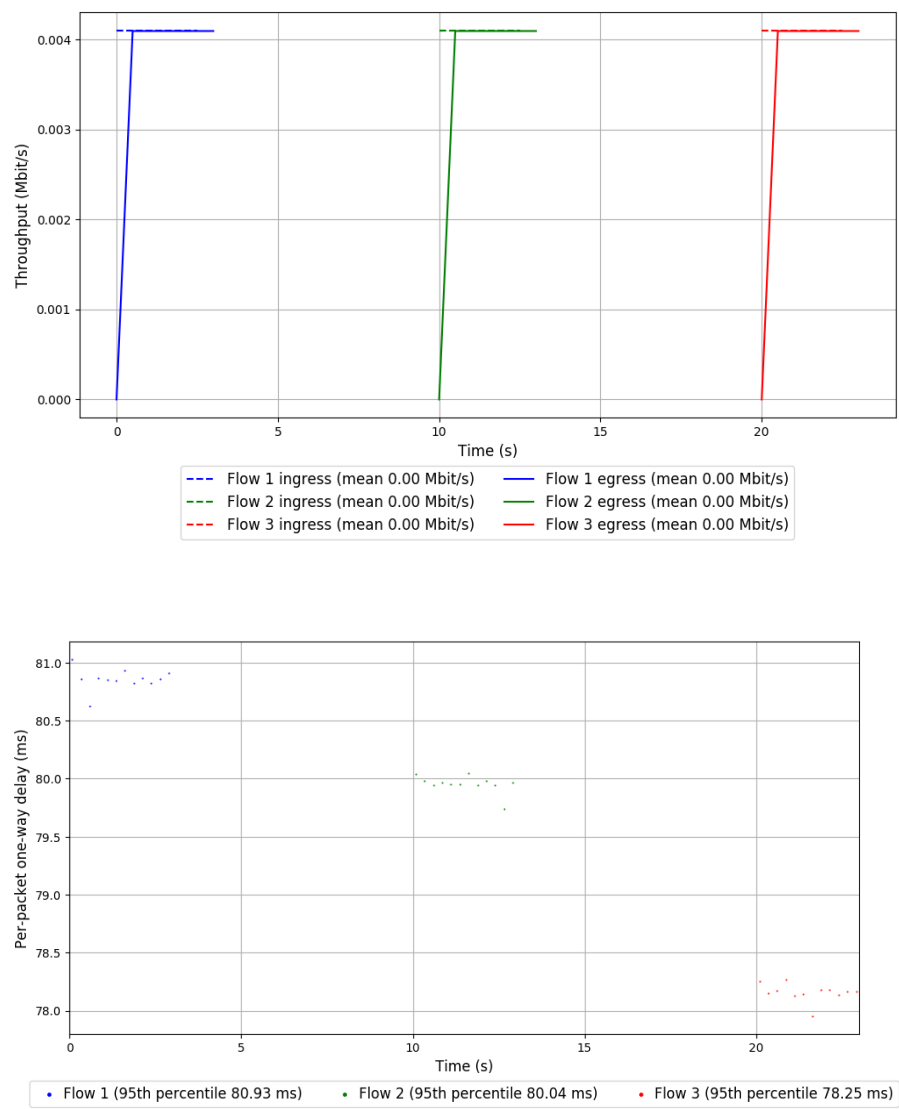 0.004
0.003
0.002
0.001
0.000
Throughput (Mbit/s)
0 5 10 15 20
Time (s)
Flow 1 ingress (mean 0.00 Mbit/s) Flow 1 egress (mean 0.00 Mbit/s)
Flow 2 ingress (mean 0.00 Mbit/s) Flow 2 egress (mean 0.00 Mbit/s)
Flow 3 ingress (mean 0.00 Mbit/s) Flow 3 egress (mean 0.00 Mbit/s)
81.0
80.5
80.0
79.5
79.0
78.5
78.0
Per-packet one-way delay (ms)
0 5 10 15 20
Time (s)
Flow 1 (95th percentile 80.93 ms) Flow 2 (95th percentile 80.04 ms) Flow 3 (95th percentile 78.25 ms)